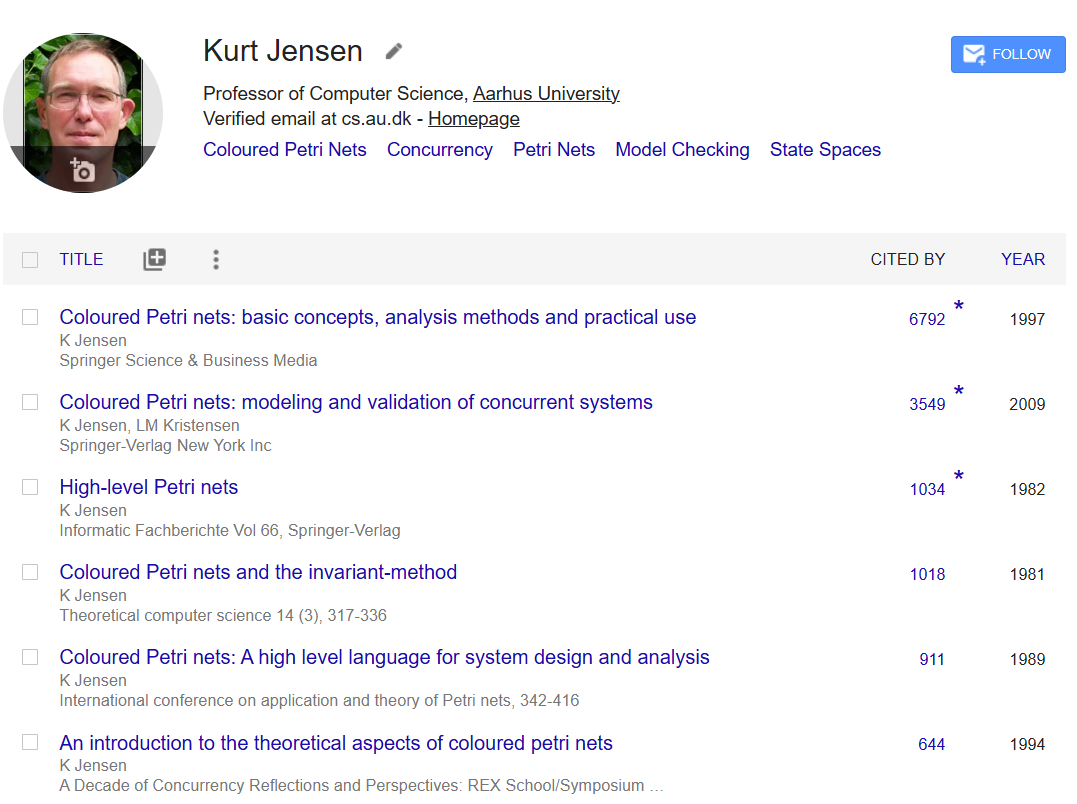 Kurt Jensen
FOLLOW
Professor of Computer Science, Aarhus University
Verified email at cs.au.dk - Homepage
Coloured Petri Nets Concurrency Petri Nets Model Checking State Spaces
TITLE CITED BY YEAR
Coloured Petri nets: basic concepts, analysis methods and practical use 6792 * 1997
K Jensen
Springer Science & Business Media
Coloured Petri nets: modeling and validation of concurrent systems 3549 * 2009
K Jensen, LM Kristensen
Springer-Verlag New York Inc
High-level Petri nets 1034 * 1982
K Jensen
Informatic Fachberichte Vol 66, Springer-Verlag
Coloured Petri nets and the invariant-method 1018 1981
K Jensen
Theoretical computer science 14 (3), 317-336
Coloured Petri nets: A high level language for system design and analysis 911 1989
K Jensen
International conference on application and theory of Petri nets, 342-416
An introduction to the theoretical aspects of coloured petri nets 644 1994
K Jensen
A Decade of Concurrency Reflections and Perspectives: REX School/Symposium …